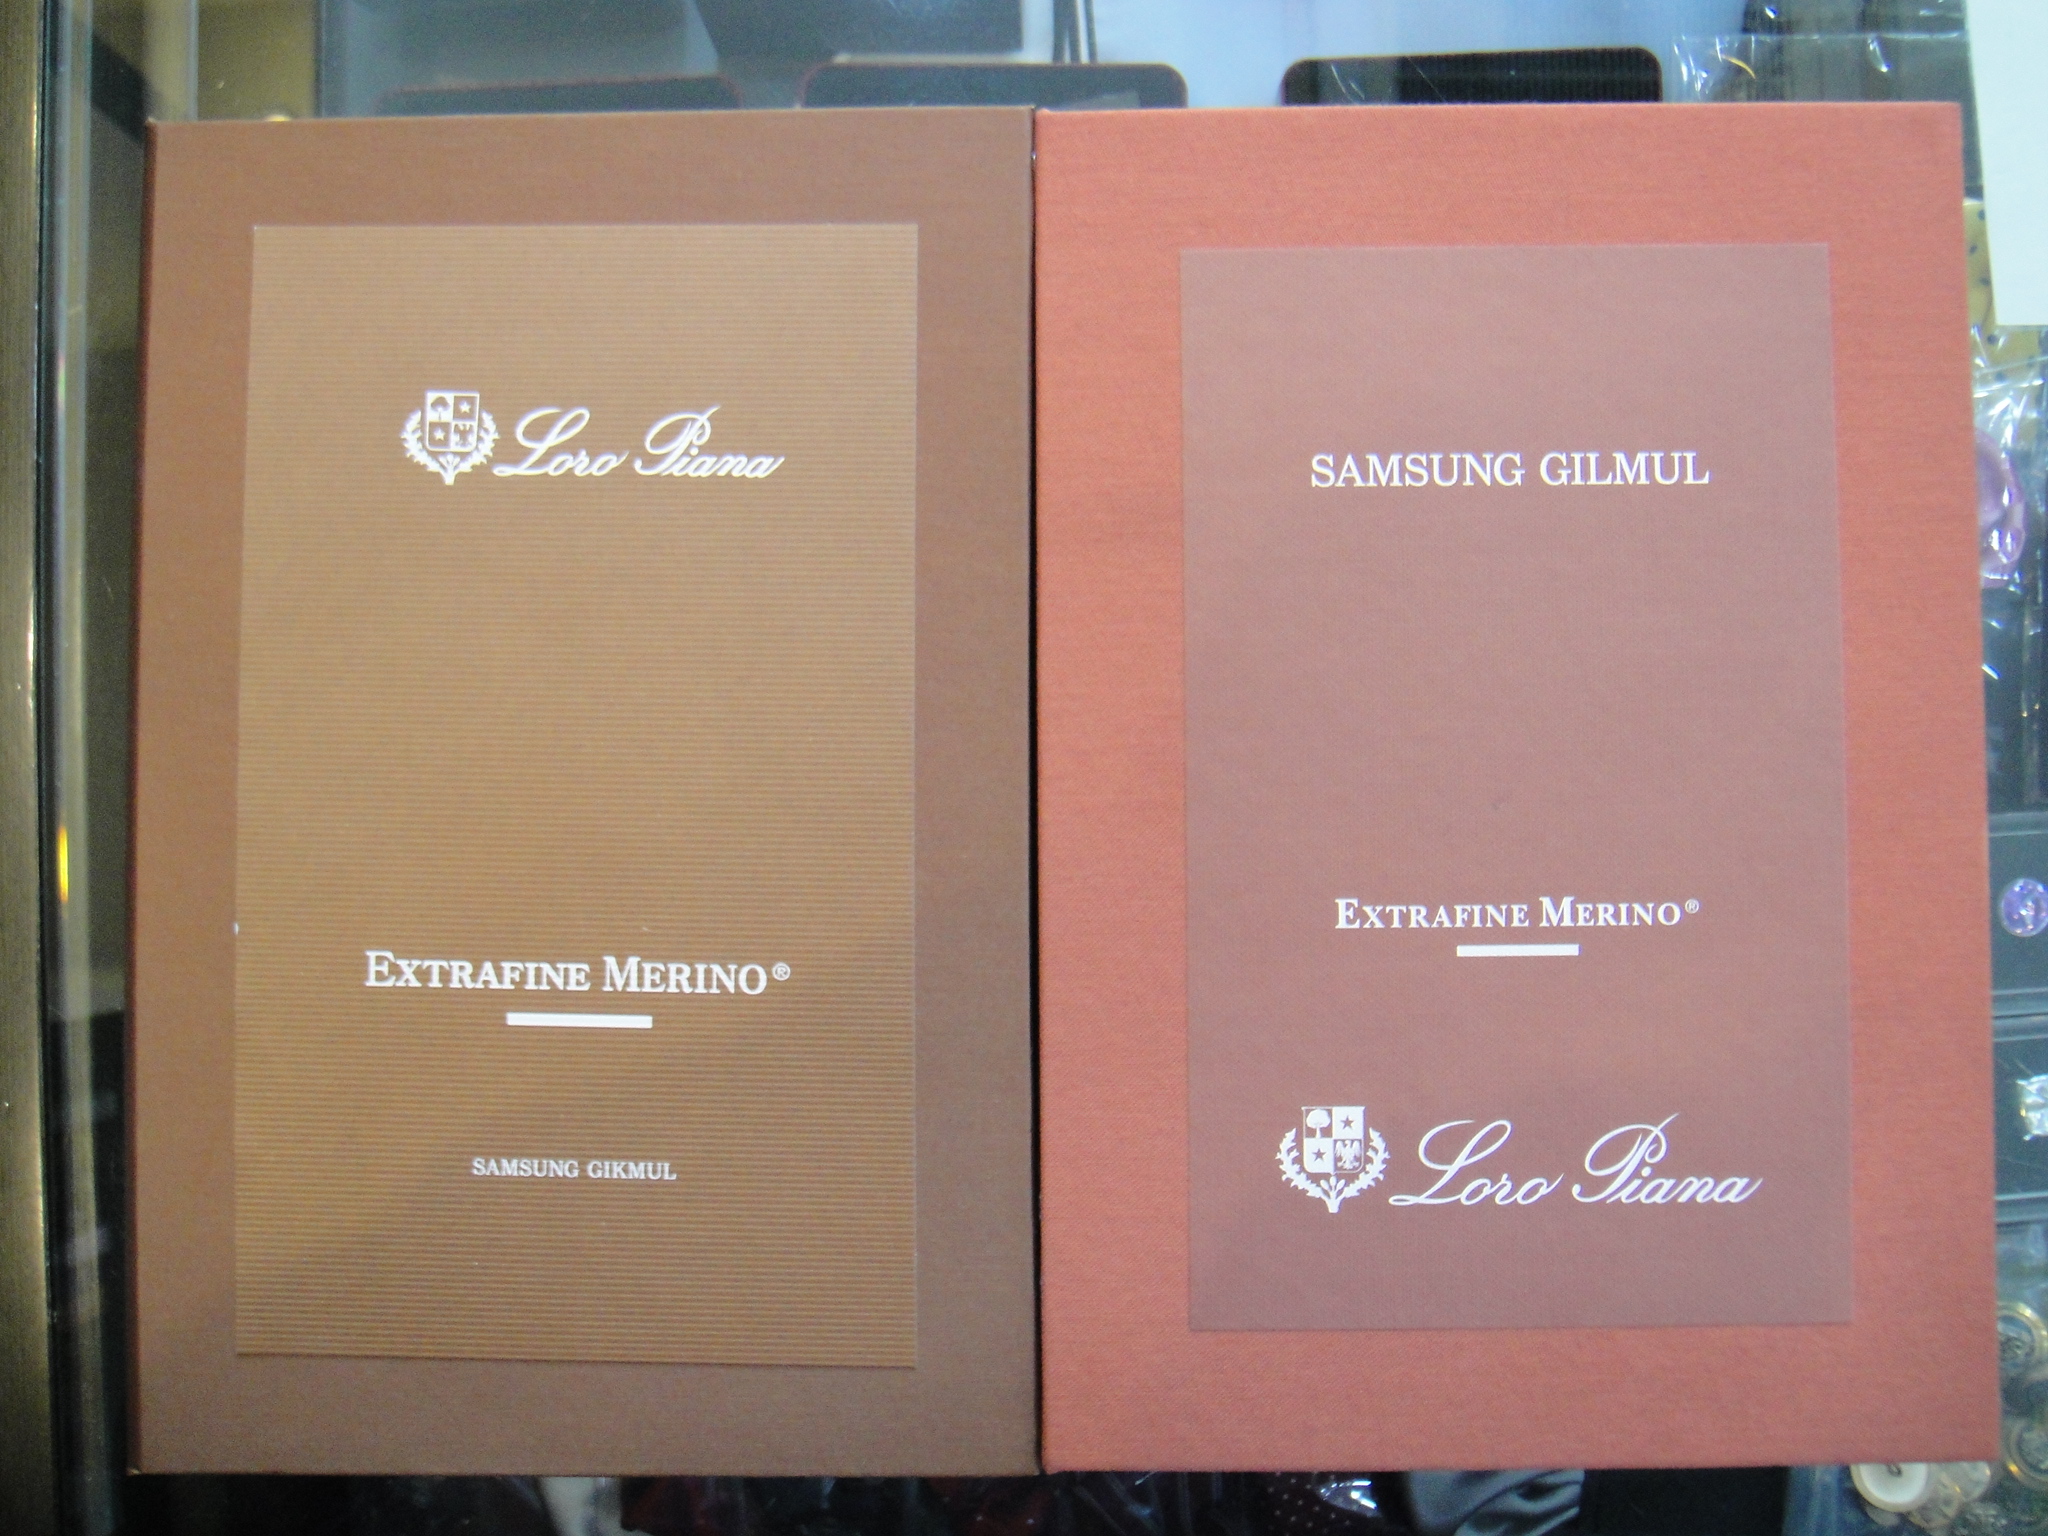 Loro Piana
EXTRAFINE MERINO®
SAMSUNG GIKMUL
SAMSUNG GILMUL
EXTRAFINE MERINO®
Loro Piana